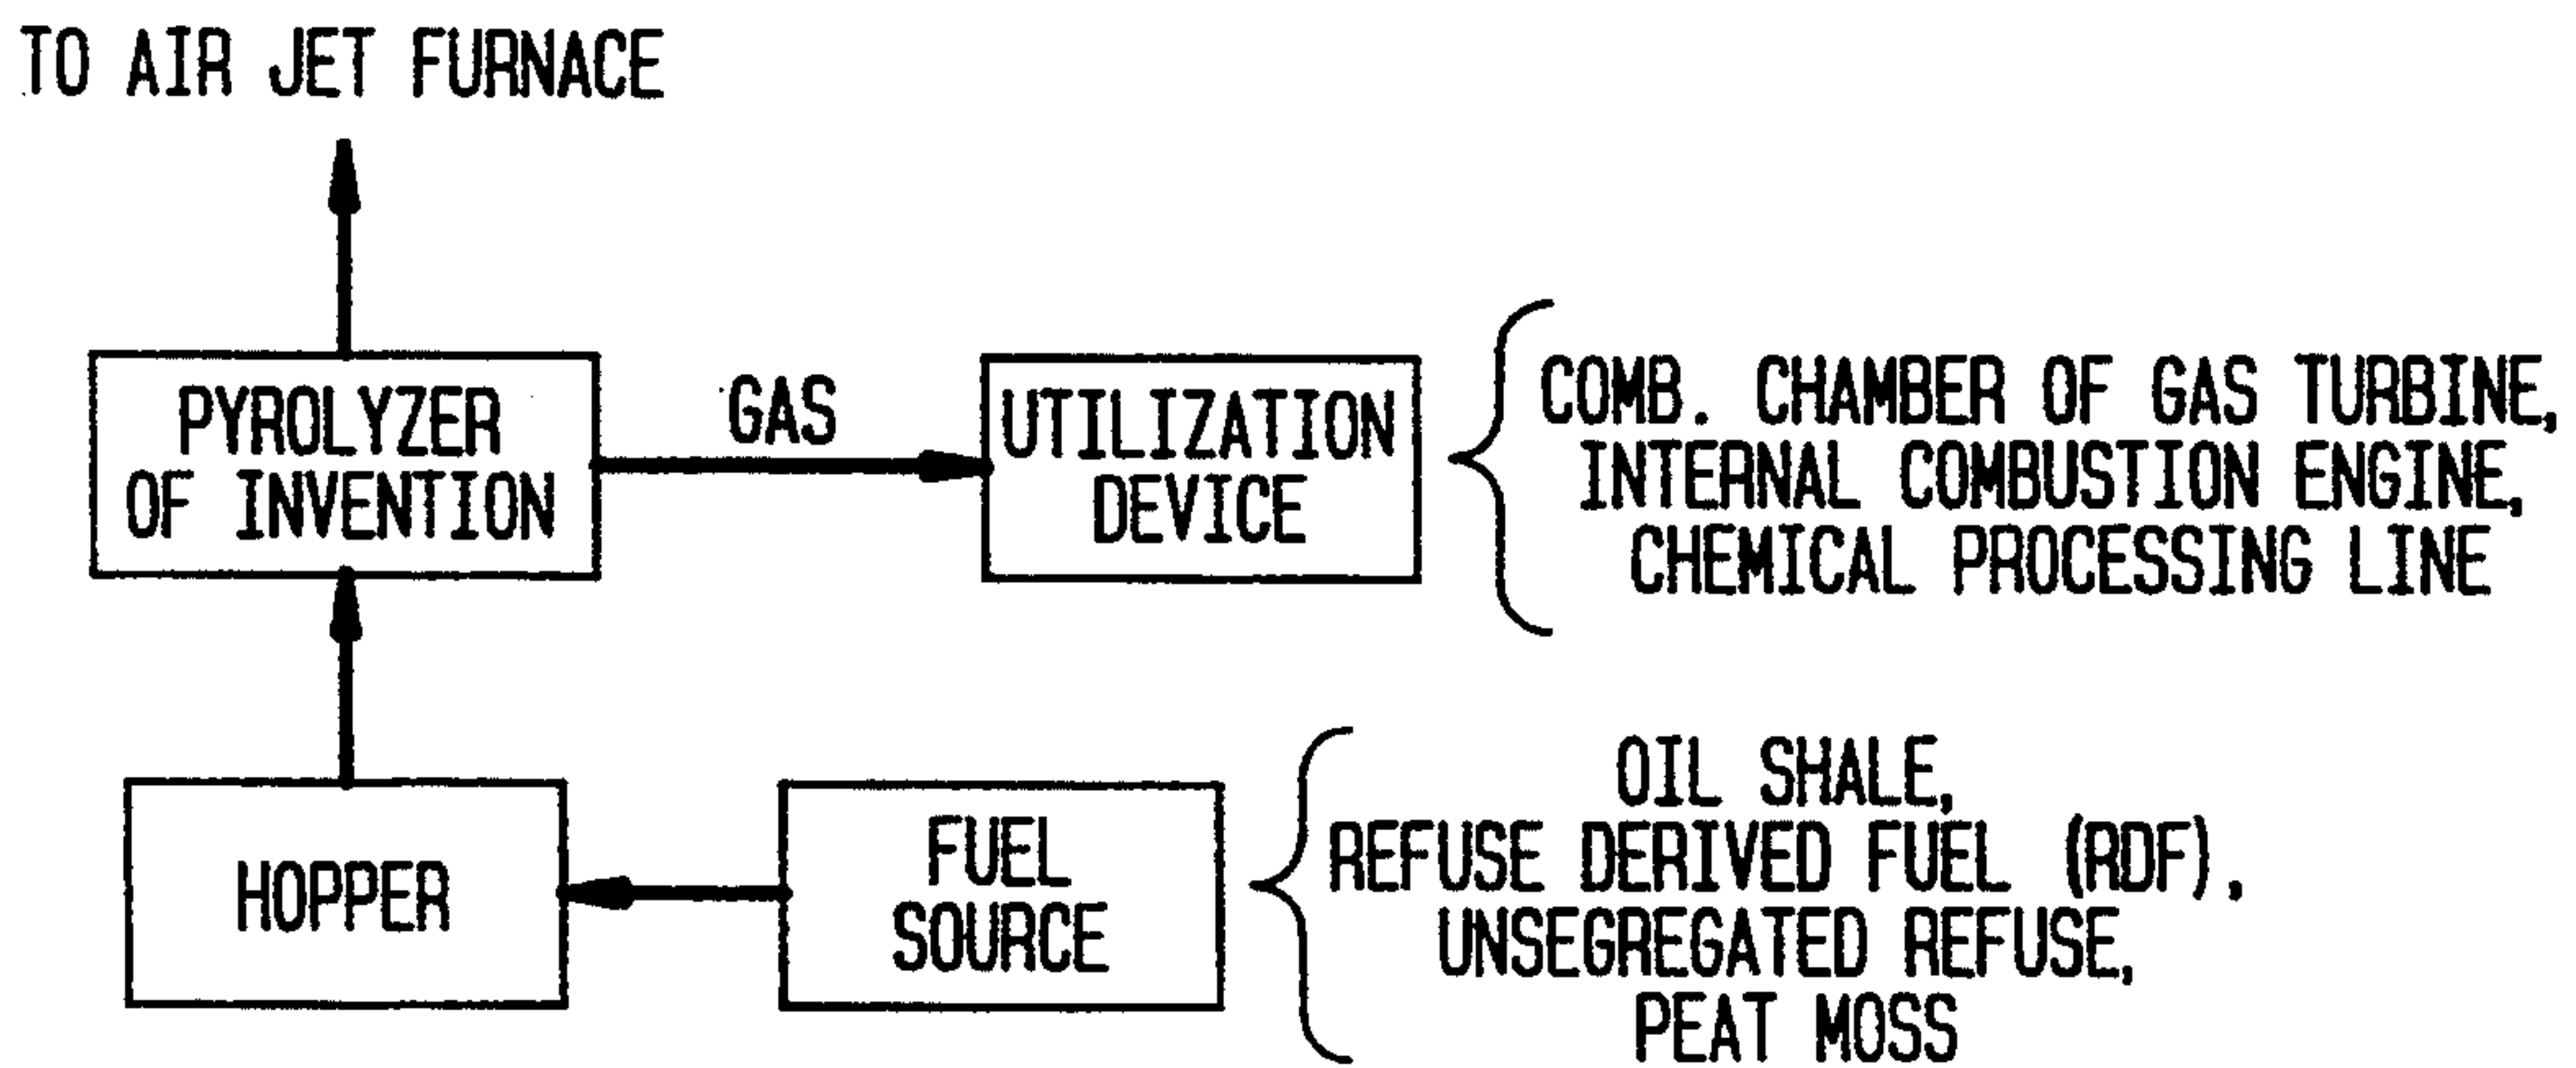 TO AIR JET FURNACE
PYROLYZER
OF INVENTION
GAS
UTILIZATION
DEVICE
COMB. CHAMBER OF GAS TURBINE,
INTERNAL COMBUSTION ENGINE,
CHEMICAL PROCESSING LINE
HOPPER
FUEL
SOURCE
OIL SHALE,
REFUSE DERIVED FUEL (RDF),
UNSEGREGATED REFUSE,
PEAT MOSS